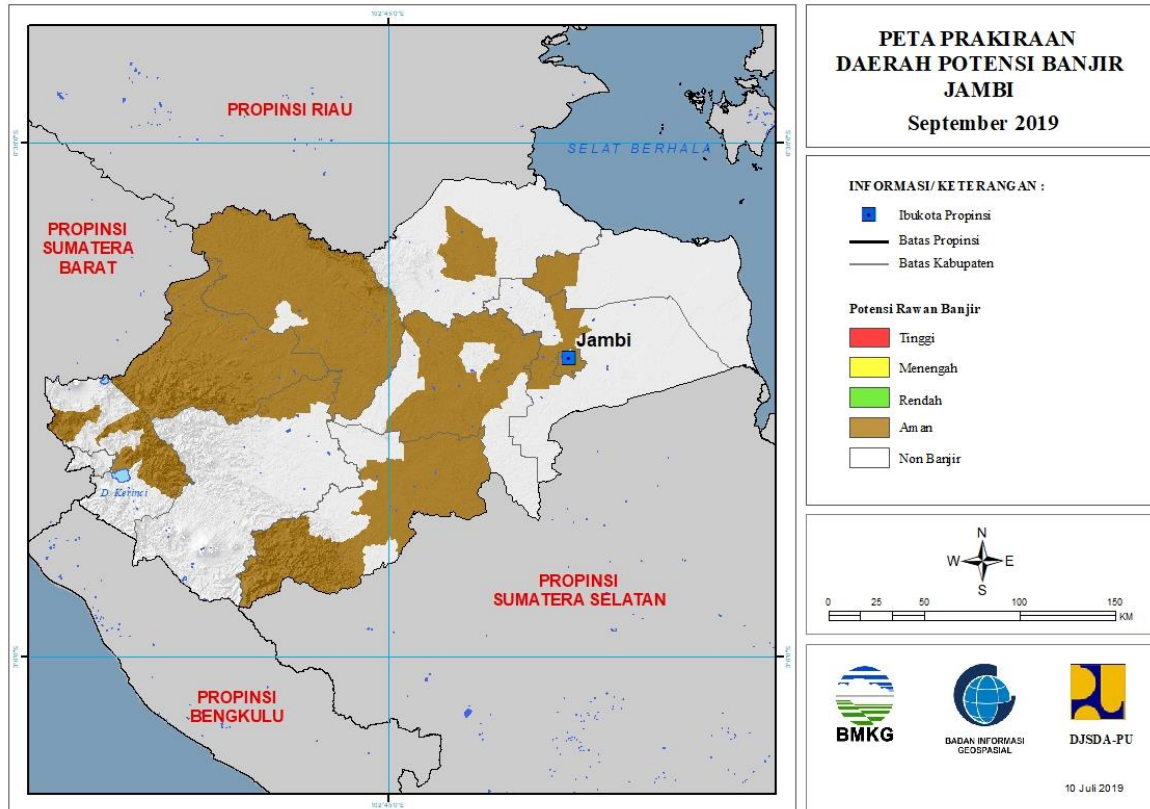 PETA PRAKIRAAN
DAERAH POTENSI BANJIR
JAMBI
September 2019
INFORMASI/ KETERANGAN :
Ibukota Propinsi
Batas Propinsi
Batas Kabupaten
Potensi Rawan Banjir
Tinggi
Menengah
Rendah
Aman
Non Banjir
N
W E
S
0 25 50 100 150
KM
BMKG
BADAN INFORMASI
GEOSPASIAL
DJSDA-PU
10 Juli 2019
PROPINSI RIAU
SELAT BERHALA
PROPINSI
SUMATERA
BARAT
Jambi
D. Kerinci
PROPINSI
SUMATERA SELATAN
PROPINSI
BENGKULU